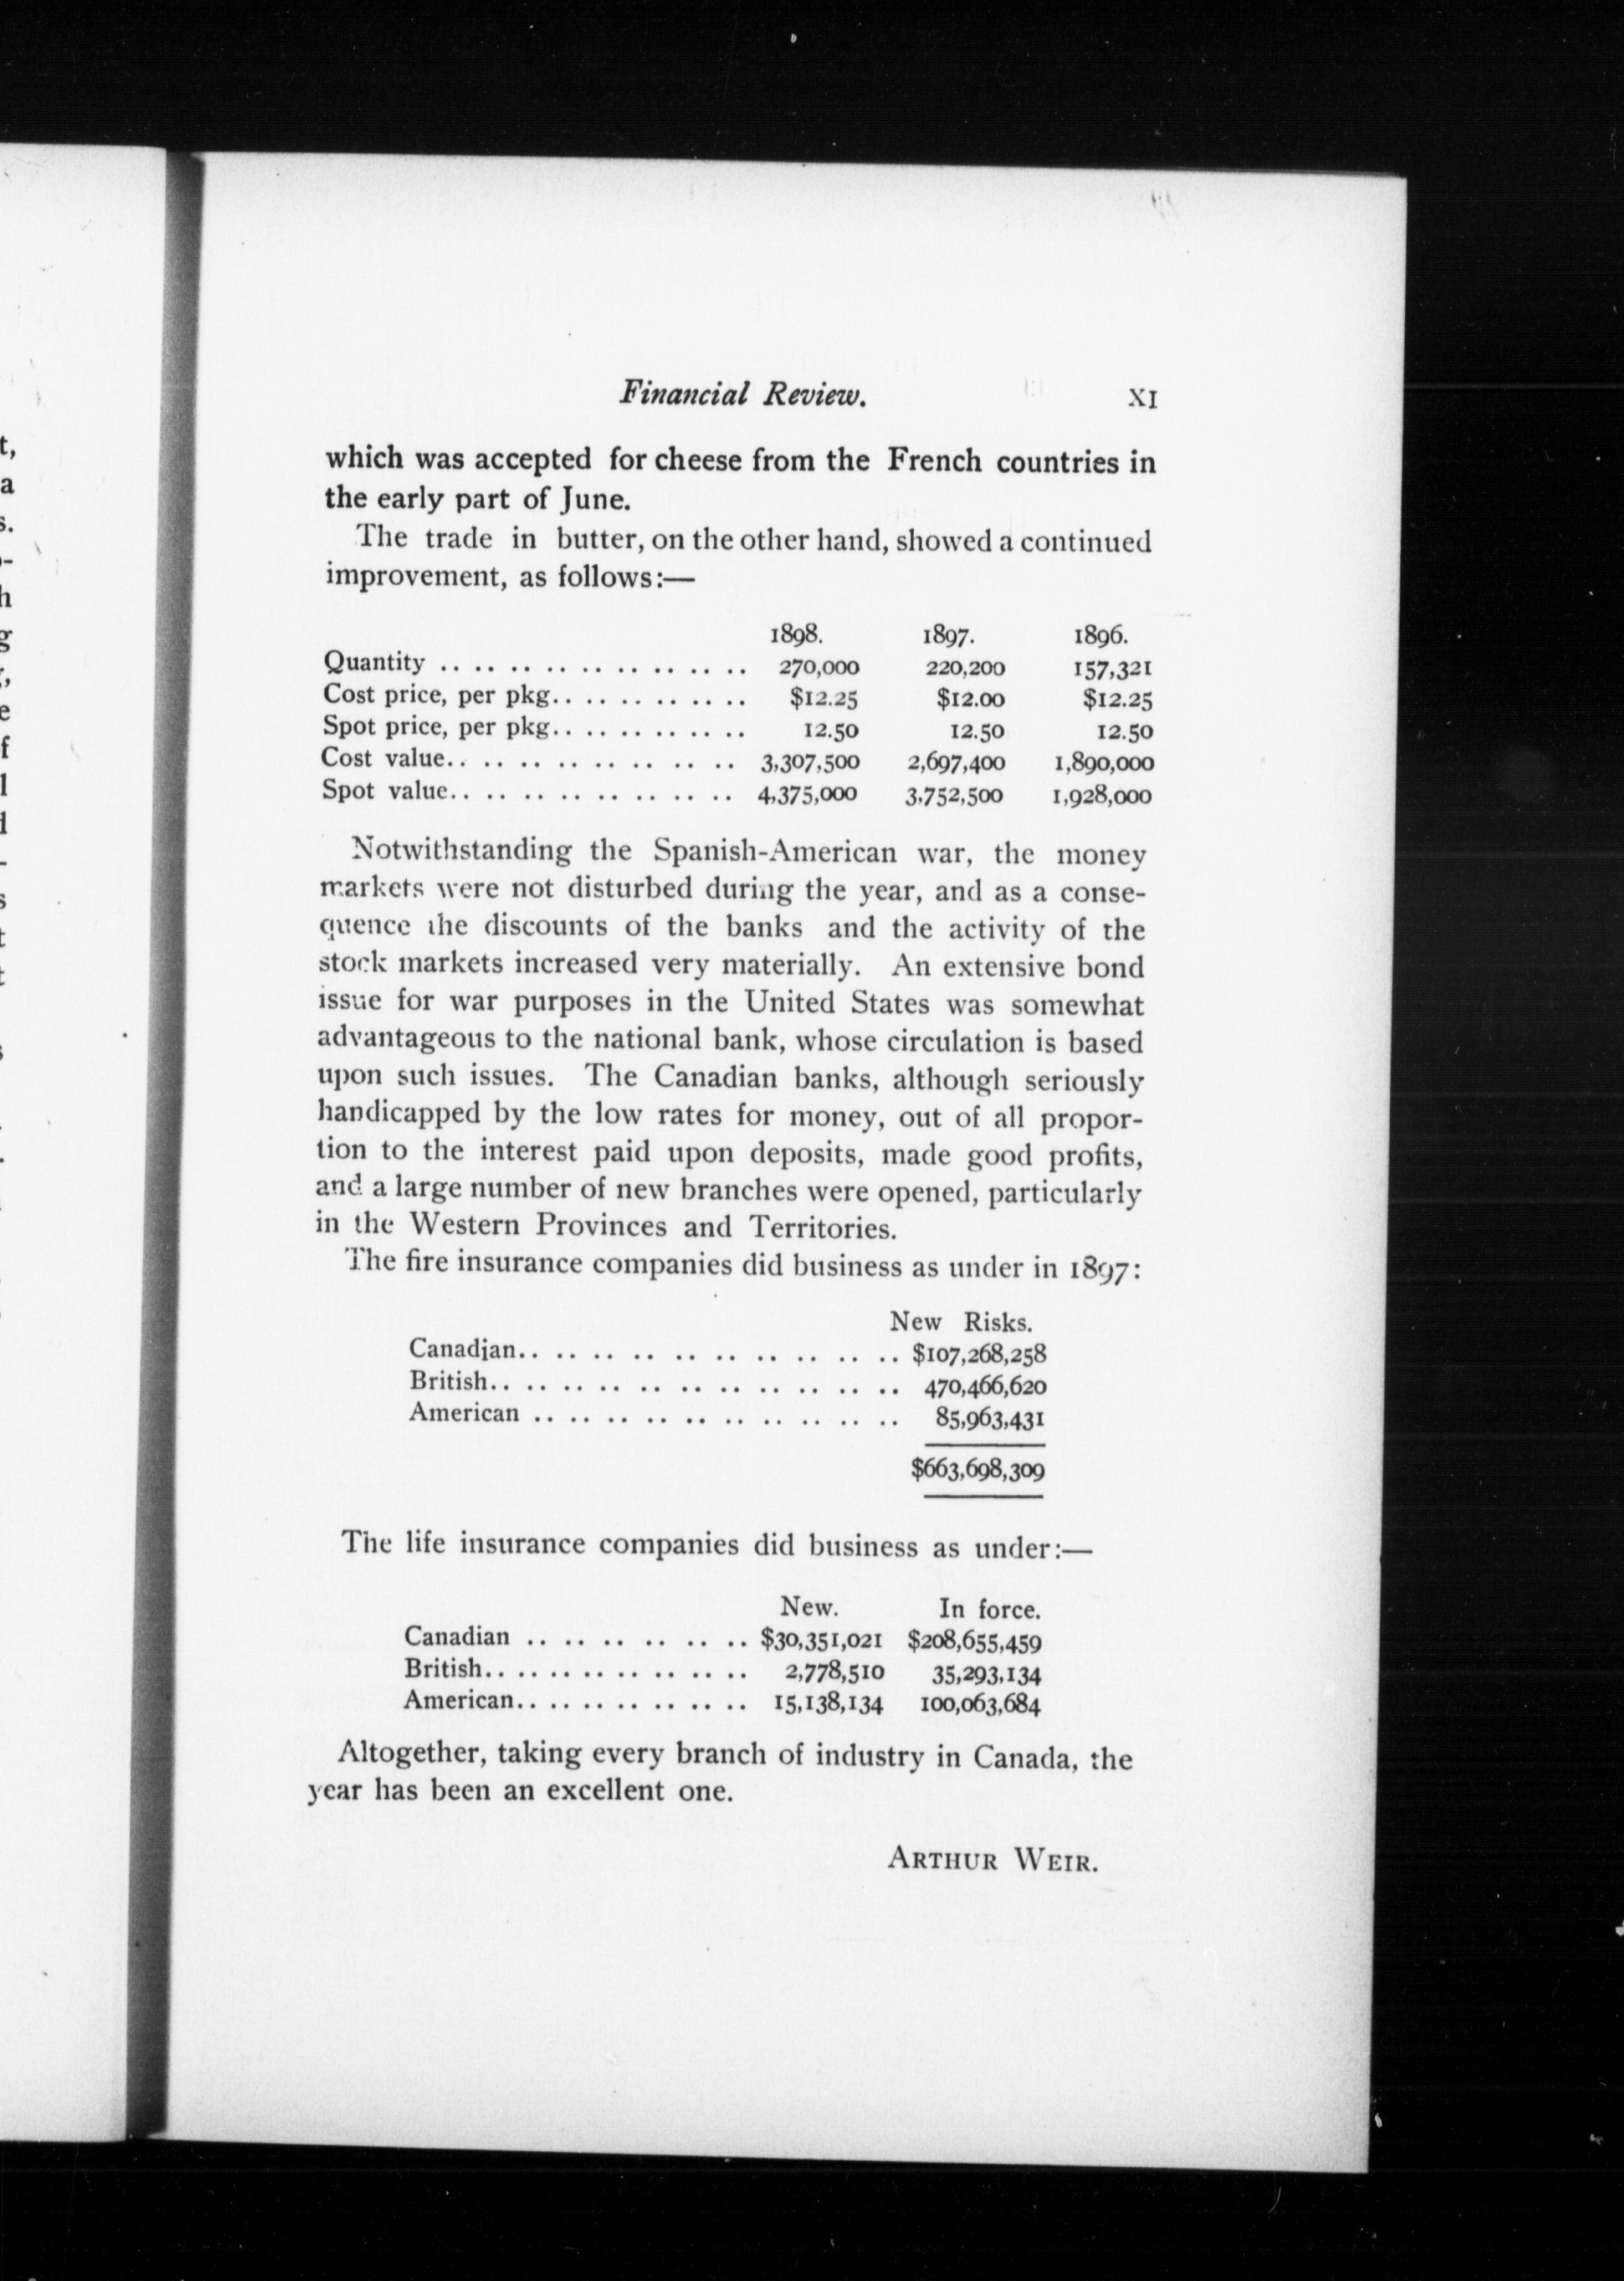 Financial Review. XI
which was accepted for cheese from the French countries in
the early part of June.
The trade in butter, on the other hand, showed a continued
improvement, as follows:—
1898. 1897. 1896.
Quantity .. .. .. .. .. .. .. .. .. 270,000 220,200 157,321
Cost price, per pkg.. .. .. .. .. .. $12.25 $12.00 $12.25
Spot price, per pkg.. .. .. .. .. .. 12.50 12.50 12.50
Cost value.. .. .. .. .. .. .. .. 3,307,500 2,697,400 1,890,000
Spot value.. .. .. .. .. .. .. .. 4,375,000 3,752,500 1,928,000
Notwithstanding the Spanish-American war, the money
markets were not disturbed during the year, and as a conse-
quence the discounts of the banks and the activity of the
stock markets increased very materially. An extensive bond
issue for war purposes in the United States was somewhat
advantageous to the national bank, whose circulation is based
upon such issues. The Canadian banks, although seriously
handicapped by the low rates for money, out of all propor-
tion to the interest paid upon deposits, made good profits,
and a large number of new branches were opened, particularly
in the Western Provinces and Territories.
The fire insurance companies did business as under in 1897:
New Risks.
Canadian.. .. .. .. .. .. .. .. .. .. $107,268,258
British.. .. .. .. .. .. .. .. .. .. .. 470,466,620
American .. .. .. .. .. .. .. .. .. .. 85,963,431
$663,698,309
The life insurance companies did business as under:—
New. In force.
Canadian .. .. .. .. .. .. $30,351,021 $208,655,459
British.. .. .. .. .. .. .. .. 2,778,510 35,293,134
American.. .. .. .. .. .. .. 15,138,134 100,063,684
Altogether, taking every branch of industry in Canada, the
year has been an excellent one.
ARTHUR WEIR.